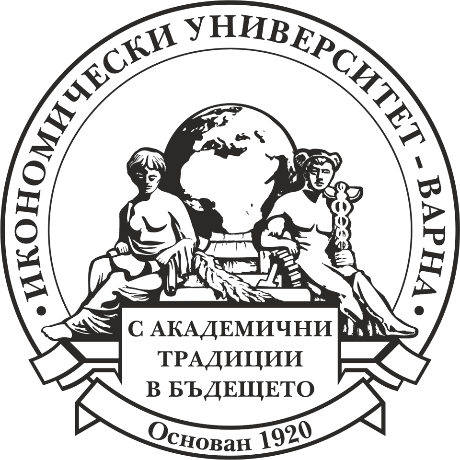 · ИКОНОМИЧЕСКИ УНИВЕРСИТЕТ - ВАРНА ·
С АКАДЕМИЧНИ
ТРАДИЦИИ
В БЪДЕЩЕТО
Основан 1920